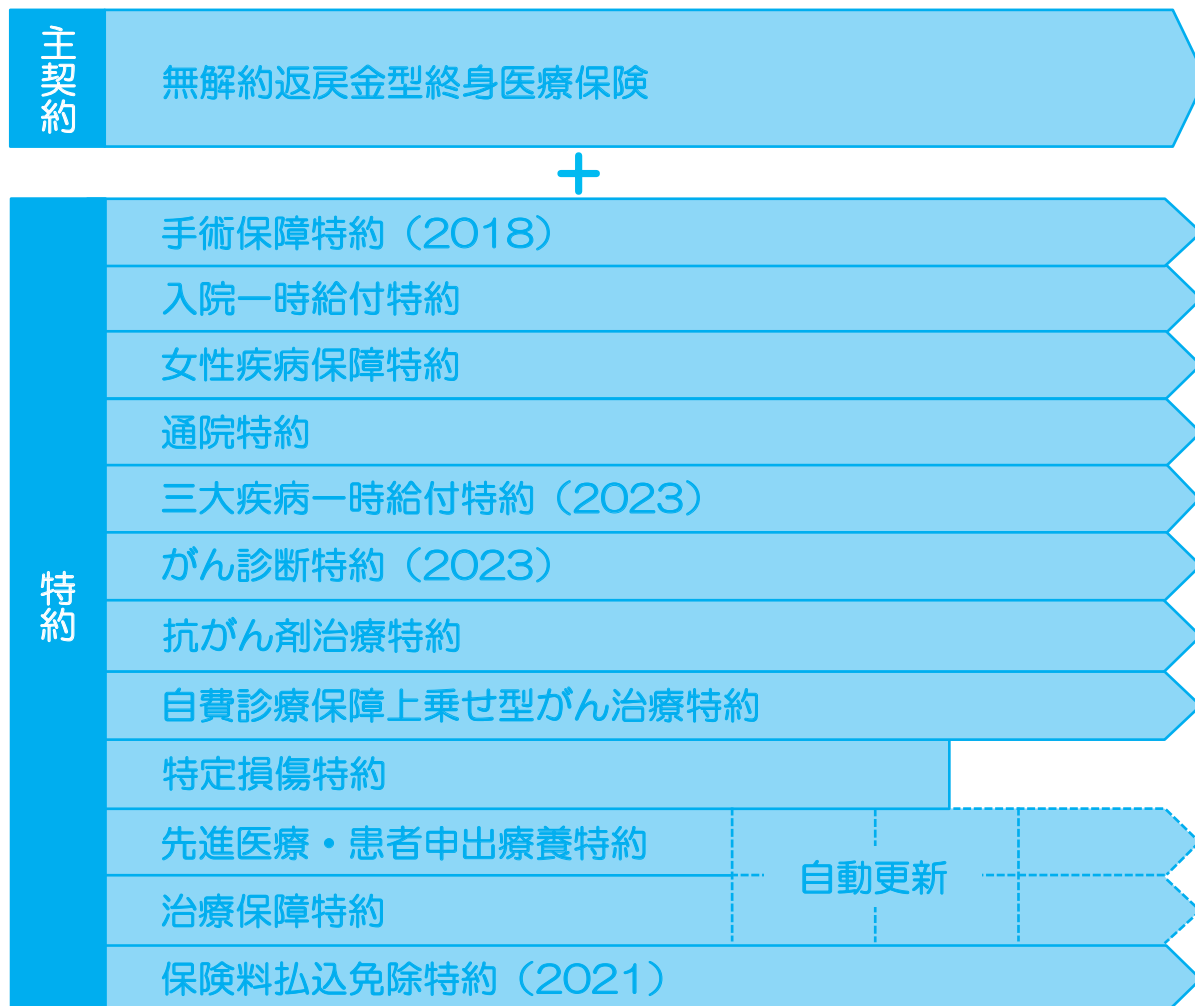 主契約
無解約返戻金型終身医療保険
+
特約
手術保障特約（2018）
入院一時給付特約
女性疾病保障特約
通院特約
三大疾病一時給付特約（2023）
がん診断特約（2023）
抗がん剤治療特約
自費診療保障上乗せ型がん治療特約
特定損傷特約
先進医療・患者申出療養特約
自動更新
治療保障特約
保険料払込免除特約（2021）